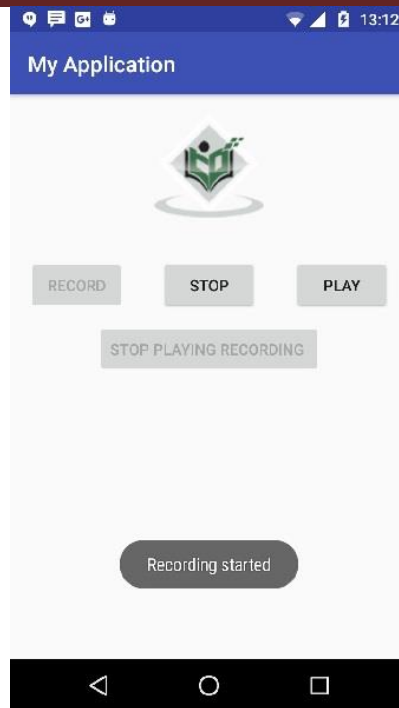 G+ 13:12
My Application
RECORD STOP PLAY
STOP PLAYING RECORDING
Recording started